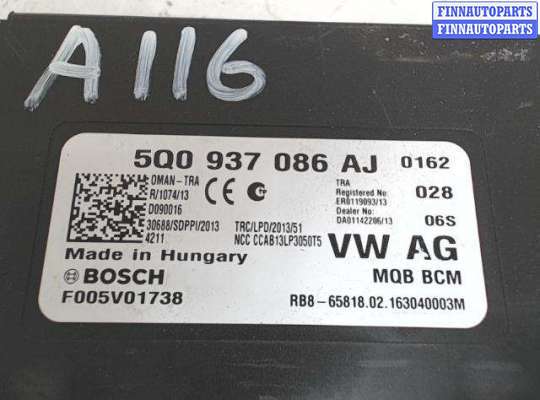 FINNAUTOPARTS
FINNAUTOPARTS
A116
5Q0 937 086 AJ 0162
OMAN-TRA
R/1074/13
D090016
CE
TRA
Registered No:
ER0119093/13
Dealer No:
DA01142206/13
028
06S
30688/SDPPI/2013
4211
TRC/LPD/2013/51
NCC CCAB13LP3050T5
VW AG
Made in Hungary
MQB BCM
BOSCH
F005V01738
RB8-65818.02.163040003M